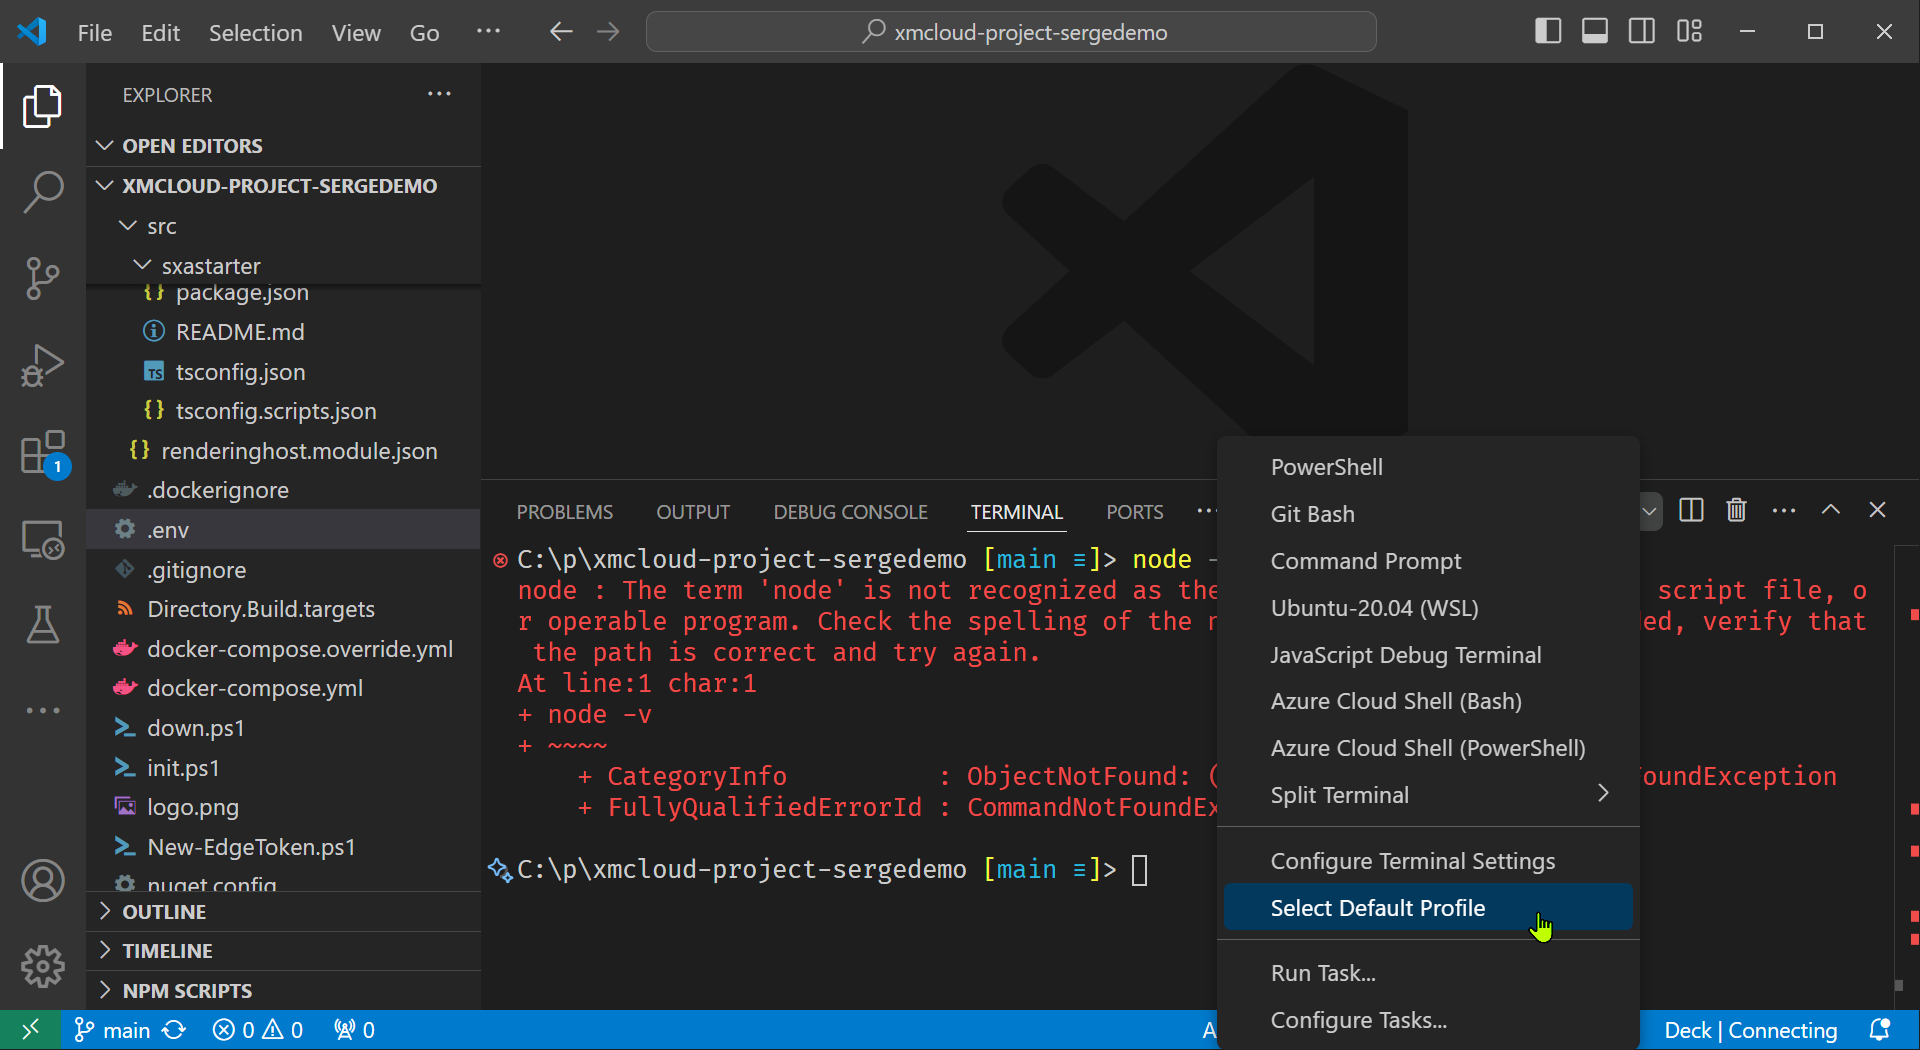 File Edit Selection View Go ... xmcloud-project-sergedemo
EXPLORER ...
OPEN EDITORS
XMCLOUD-PROJECT-SERGEDEMO
src
sxastarter
{} package.json
README.md
TS tsconfig.json
{} tsconfig.scripts.json
{} renderinghost.module.json
.dockerignore
.env
.gitignore
Directory.Build.targets
docker-compose.override.yml
docker-compose.yml
down.ps1
init.ps1
logo.png
New-EdgeToken.ps1
nuget.config
OUTLINE
TIMELINE
NPM SCRIPTS
1
PROBLEMS OUTPUT DEBUG CONSOLE TERMINAL PORTS ...
C:\p\xmcloud-project-sergedemo [main ≡]> node -
node : The term 'node' is not recognized as the script file, o
r operable program. Check the spelling of the ed, verify that
the path is correct and try again.
At line:1 char:1
+ node -v
+ ~~~~
+ CategoryInfo : ObjectNotFound: ( oundException
+ FullyQualifiedErrorId : CommandNotFoundEx
C:\p\xmcloud-project-sergedemo [main ≡]>
PowerShell
Git Bash
Command Prompt
Ubuntu-20.04 (WSL)
JavaScript Debug Terminal
Azure Cloud Shell (Bash)
Azure Cloud Shell (PowerShell)
Split Terminal
Configure Terminal Settings
Select Default Profile
Run Task...
Configure Tasks...
main 0 0 0 A Deck | Connecting